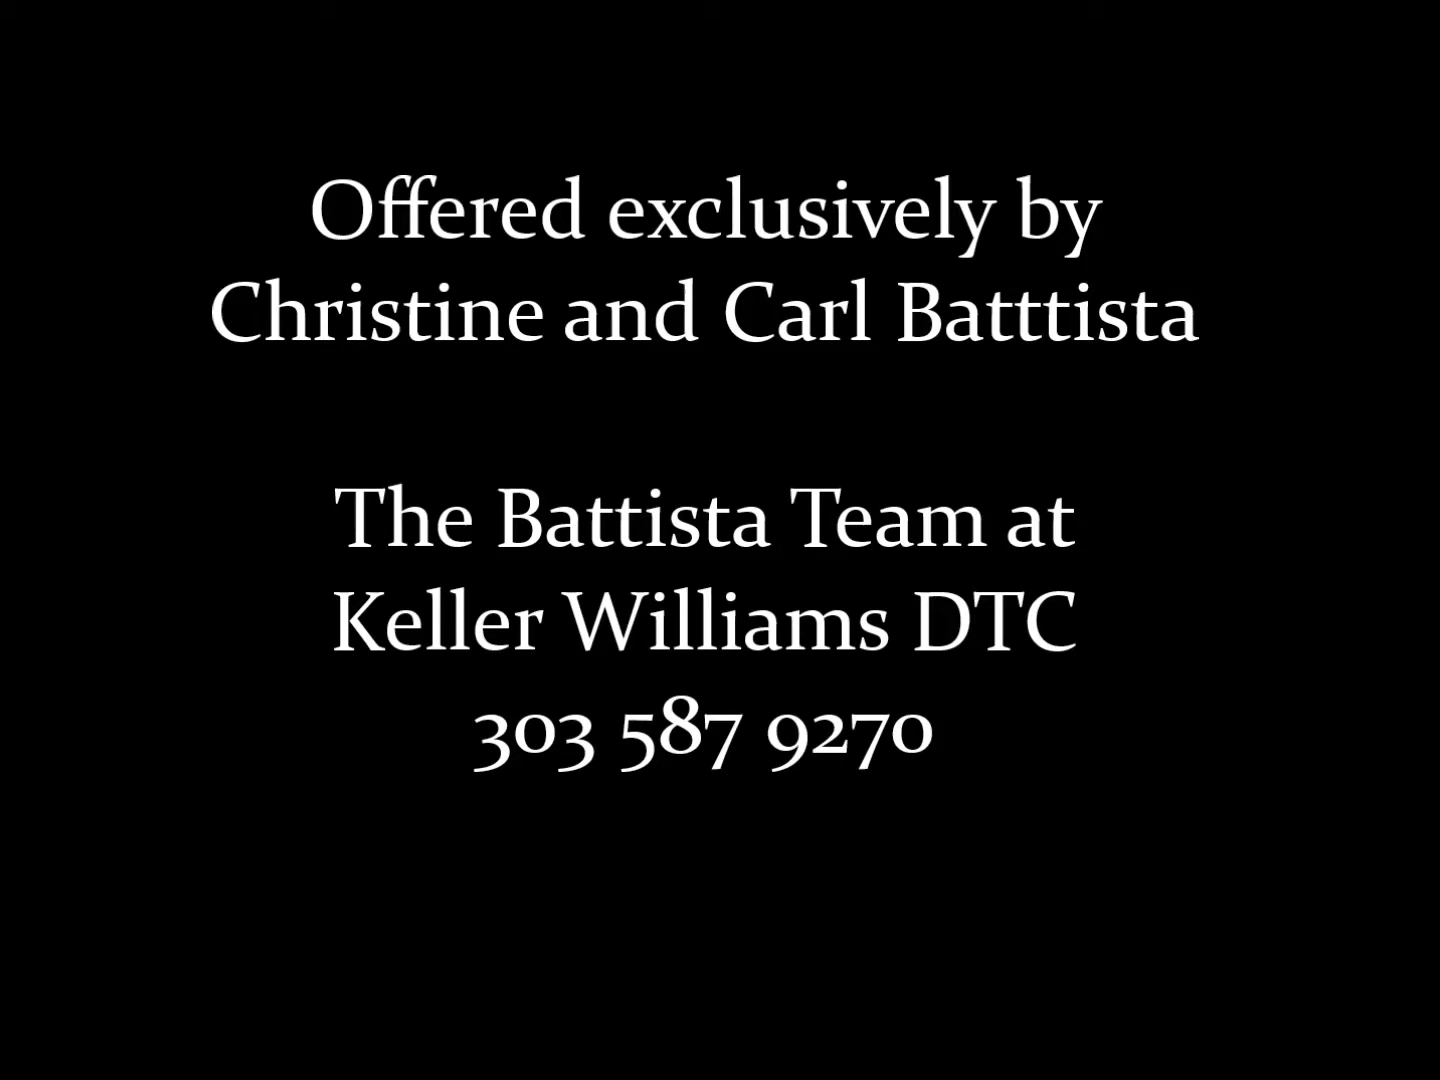 Offered exclusively by
Christine and Carl Batttista
The Battista Team at
Keller Williams DTC
303 587 9270